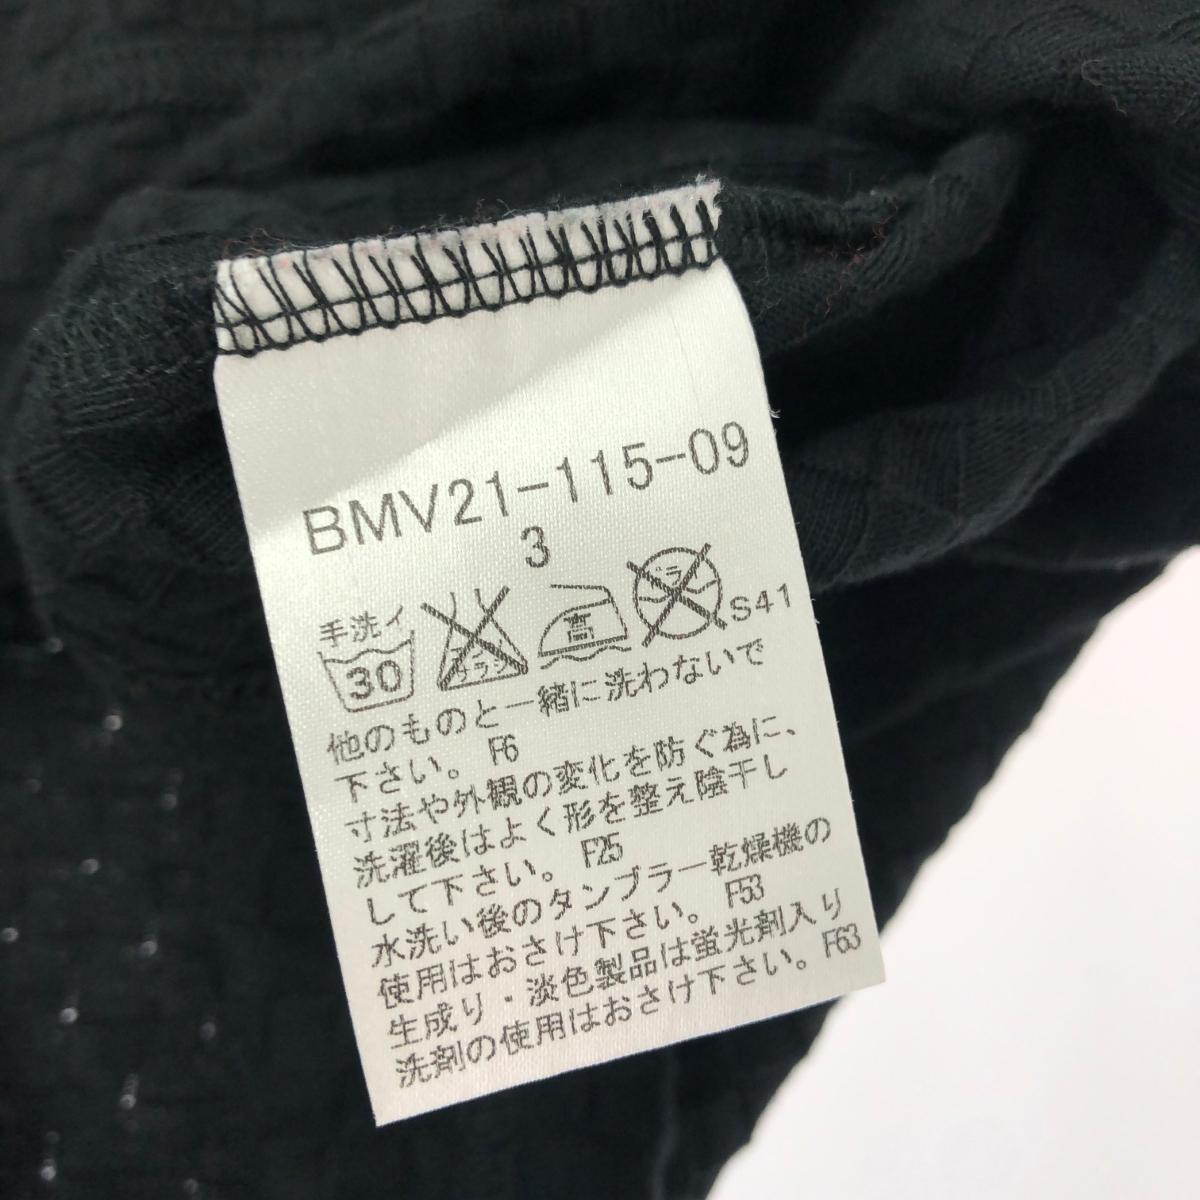 BMV21-115-09
3
手洗イ
30
エンソ
サラシ
高
ドライ
S41
他のものと一緒に洗わないで
下さい。 F6
寸法や外観の変化を防ぐ為に、
洗濯後はよく形を整え陰干し
して下さい。 F25
水洗い後のタンブラー乾燥機の
使用はおさけ下さい。 F53
生成り・淡色製品は蛍光剤入り
洗剤の使用はおさけ下さい。 F63